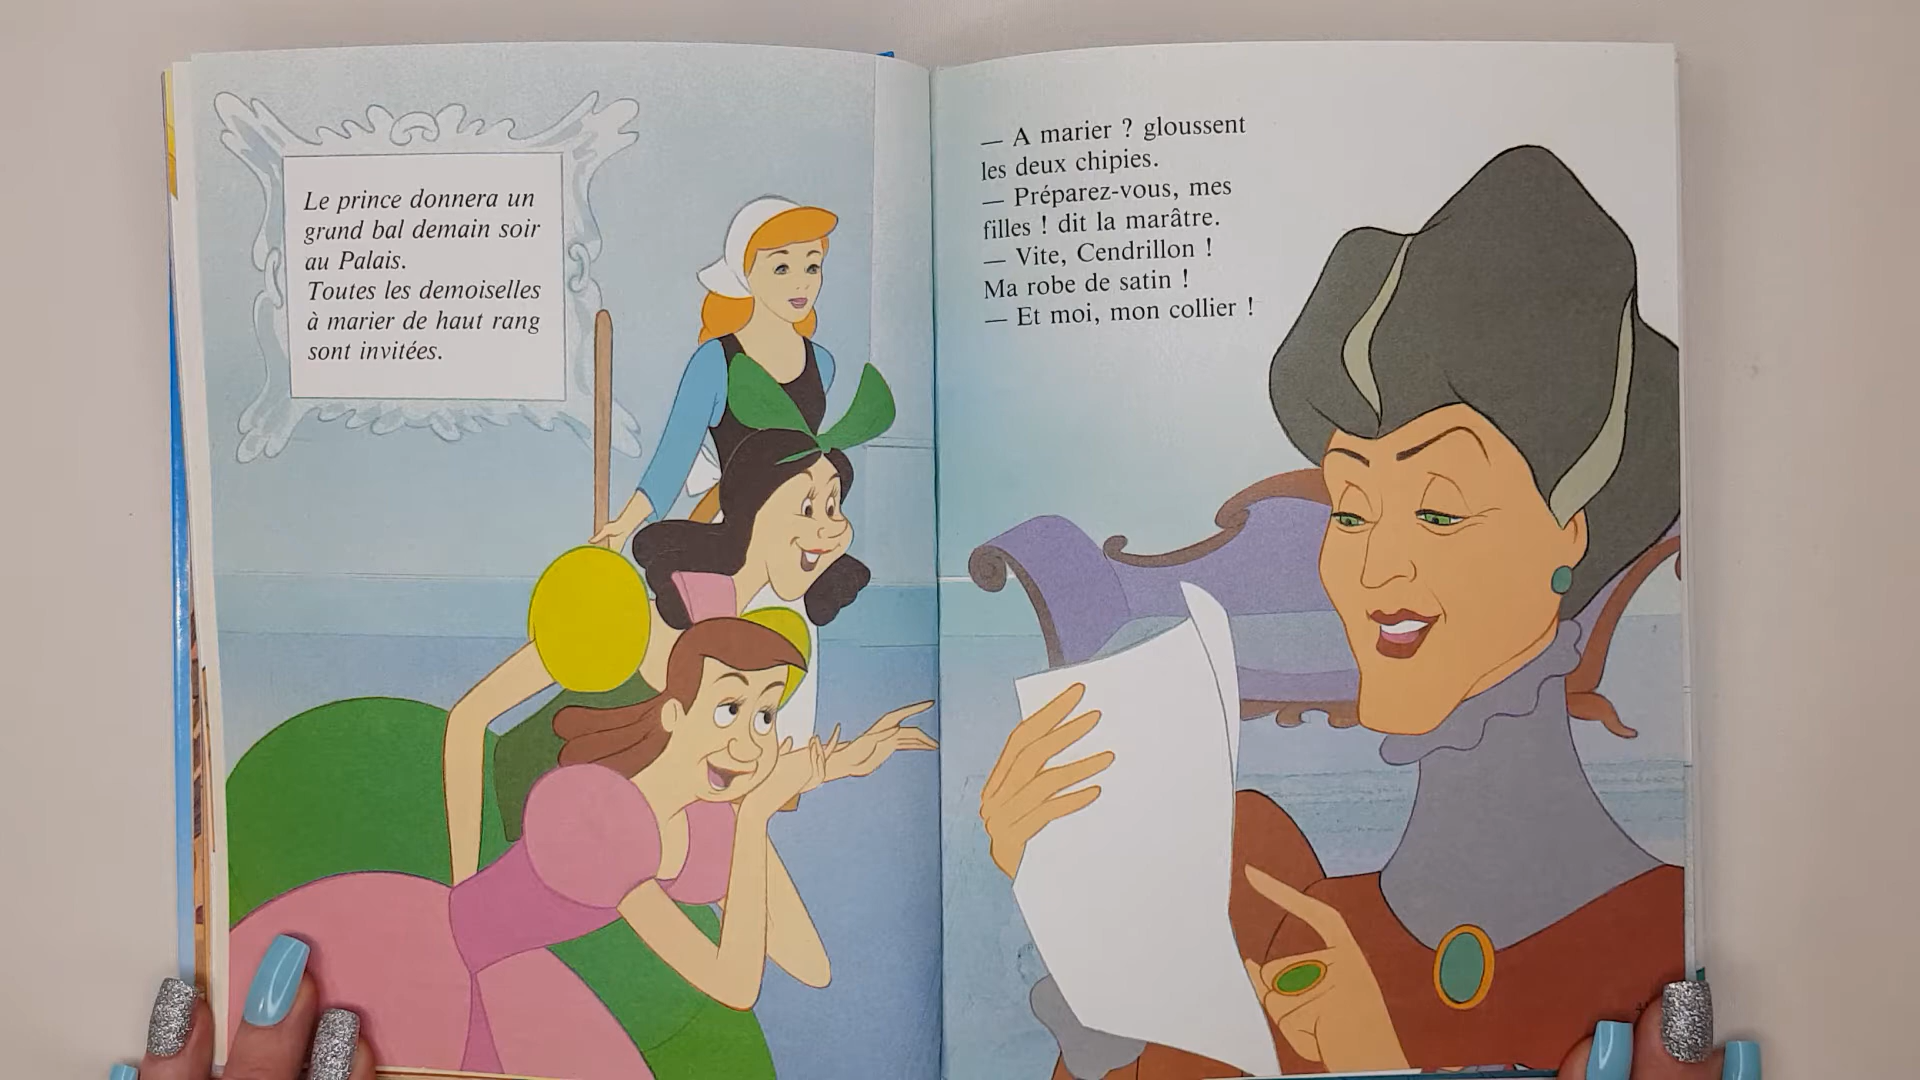 Le prince donnera un
grand bal demain soir
au Palais.
Toutes les demoiselles
à marier de haut rang
sont invitées.
— A marier ? gloussent
les deux chipies.
— Préparez-vous, mes
filles ! dit la marâtre.
— Vite, Cendrillon !
Ma robe de satin !
— Et moi, mon collier !